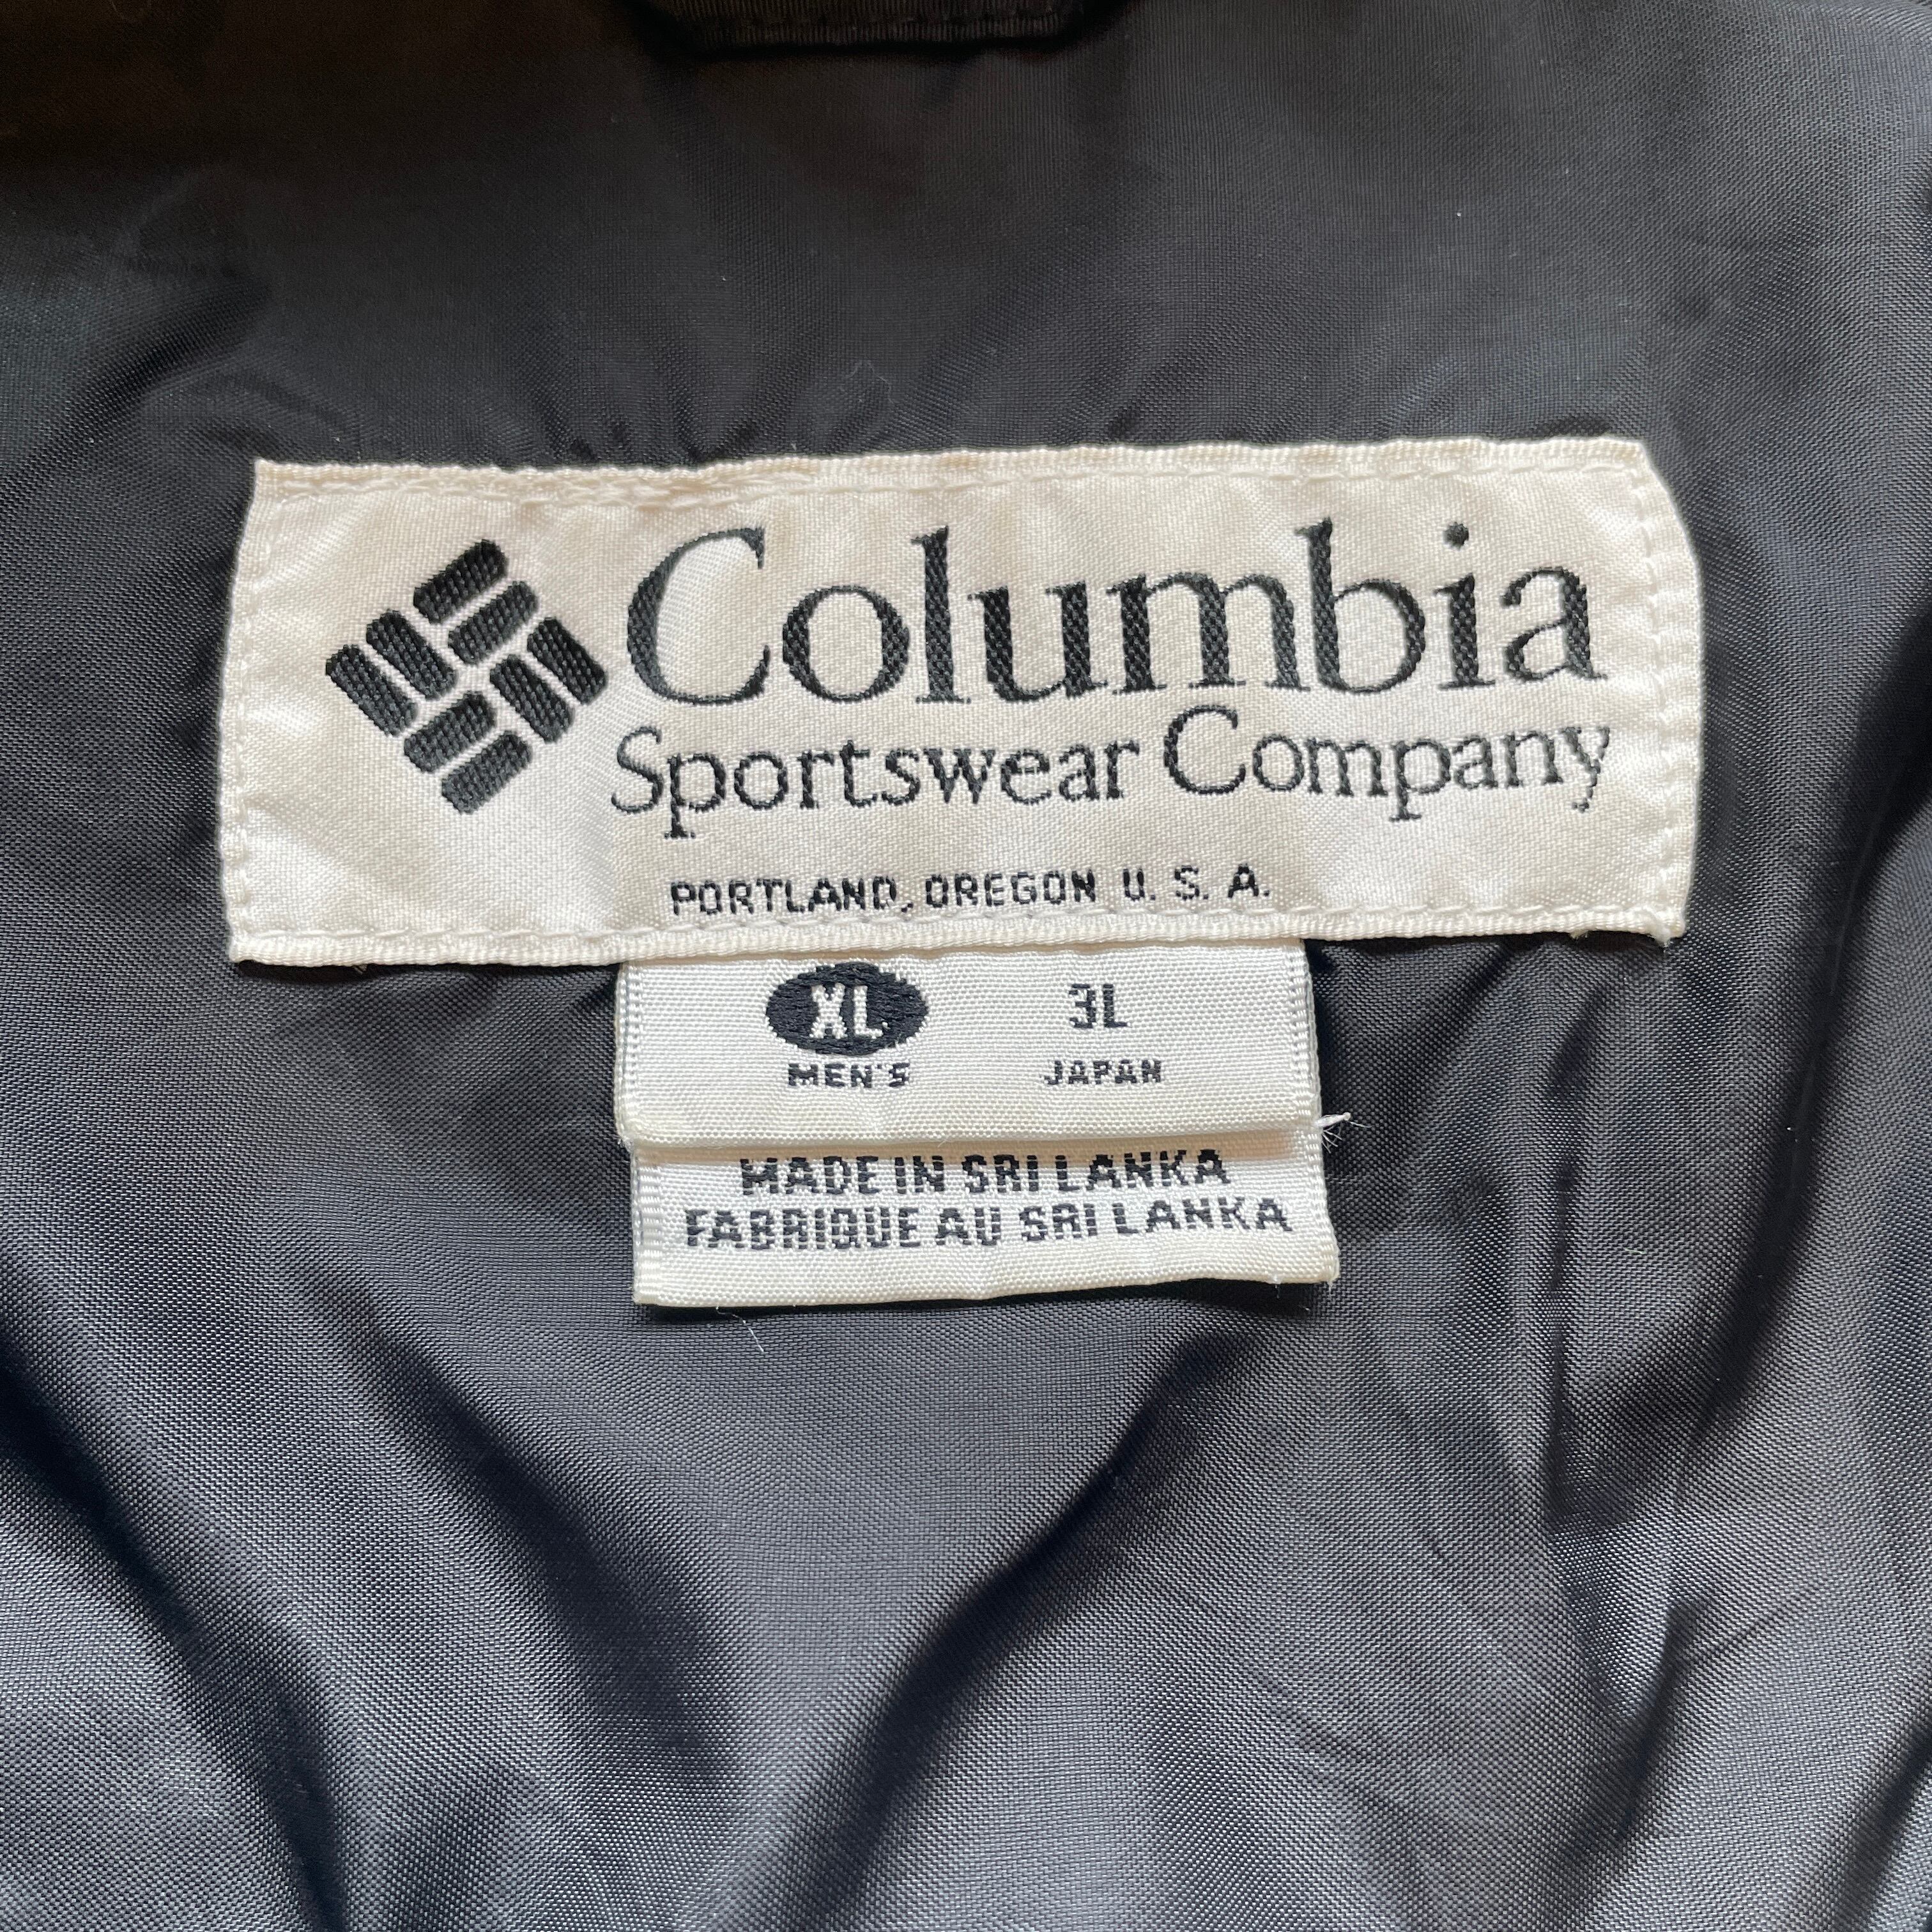 Columbia
Sportswear Company
PORTLAND, OREGON U. S. A.
XL 3L
MEN'S JAPAN
MADE IN SRI LANKA
FABRIQUE AU SRI LANKA